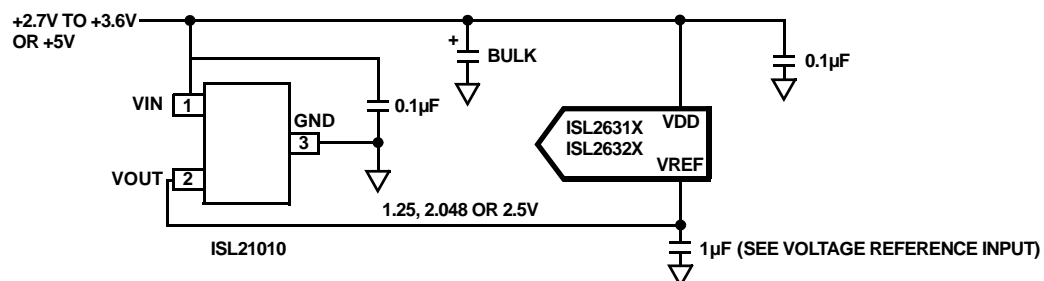 +2.7V TO +3.6V
OR +5V
+
BULK
0.1µF
VIN
1
0.1µF
GND
3
ISL2631X
VDD
ISL2632X
VREF
VOUT
2
1.25, 2.048 OR 2.5V
ISL21010
1µF (SEE VOLTAGE REFERENCE INPUT)